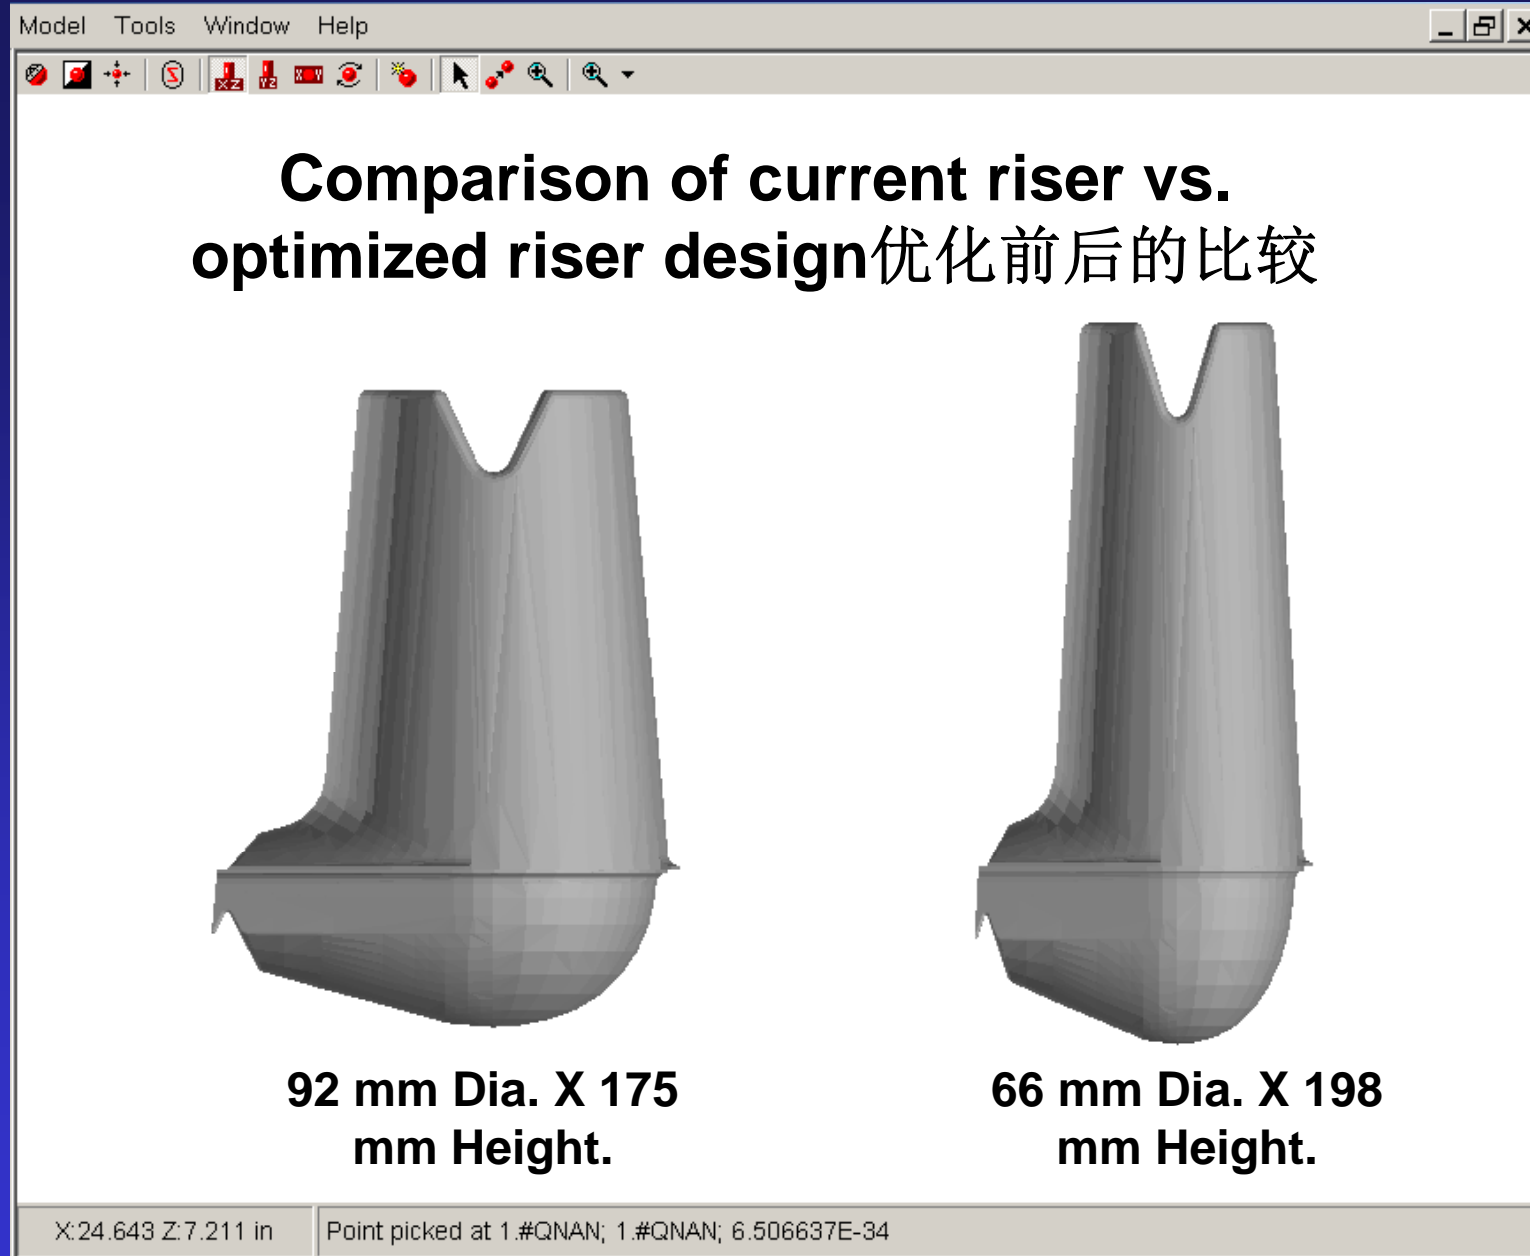 Model Tools Window Help
Comparison of current riser vs.
optimized riser design优化前后的比较
92 mm Dia. X 175
mm Height.
66 mm Dia. X 198
mm Height.
X:24.643 Z:7.211 in
Point picked at 1.#QNAN; 1.#QNAN; 6.506637E-34